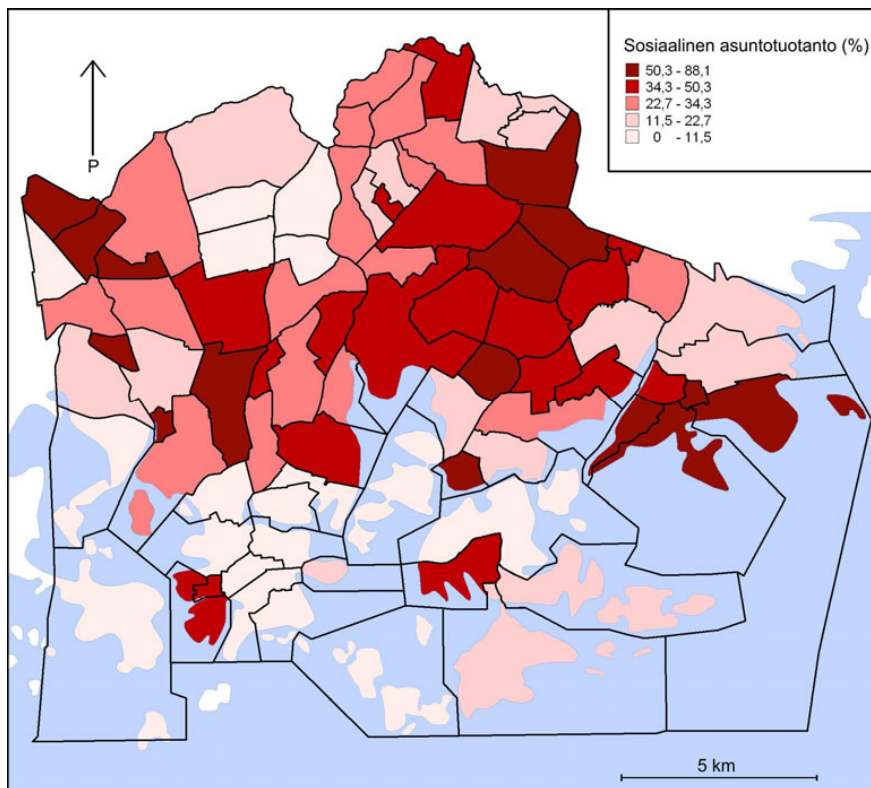 Sosiaalinen asuntotuotanto (%)
50,3 - 88,1
34,3 - 50,3
22,7 - 34,3
11,5 - 22,7
0 - 11,5
P
5 km